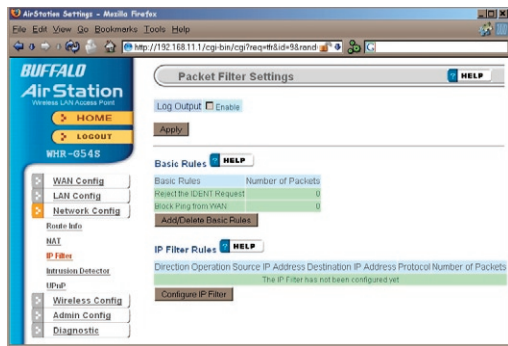 AirStation Settings - Mozilla Firefox
File Edit View Go Bookmarks Tools Help
http://192.168.11.1/cgi-bin/cgi?req=tfr&id=9&rand-
BUFFALO
AirStation
Wireless LAN Access Point
HOME
LOGOUT
WHR-G54S
WAN Config
LAN Config
Network Config
Route Info
NAT
IP Filter
Intrusion Detector
UPnP
Wireless Config
Admin Config
Diagnostic
Packet Filter Settings
HELP
Log Output Enable
Apply
Basic Rules HELP
Basic Rules Number of Packets
Reject the IDENT Request 0
Block Ping from WAN 0
Add/Delete Basic Rules
IP Filter Rules HELP
Direction Operation Source IP Address Destination IP Address Protocol Number of Packets
The IP Filter has not been configured yet
Configure IP Filter